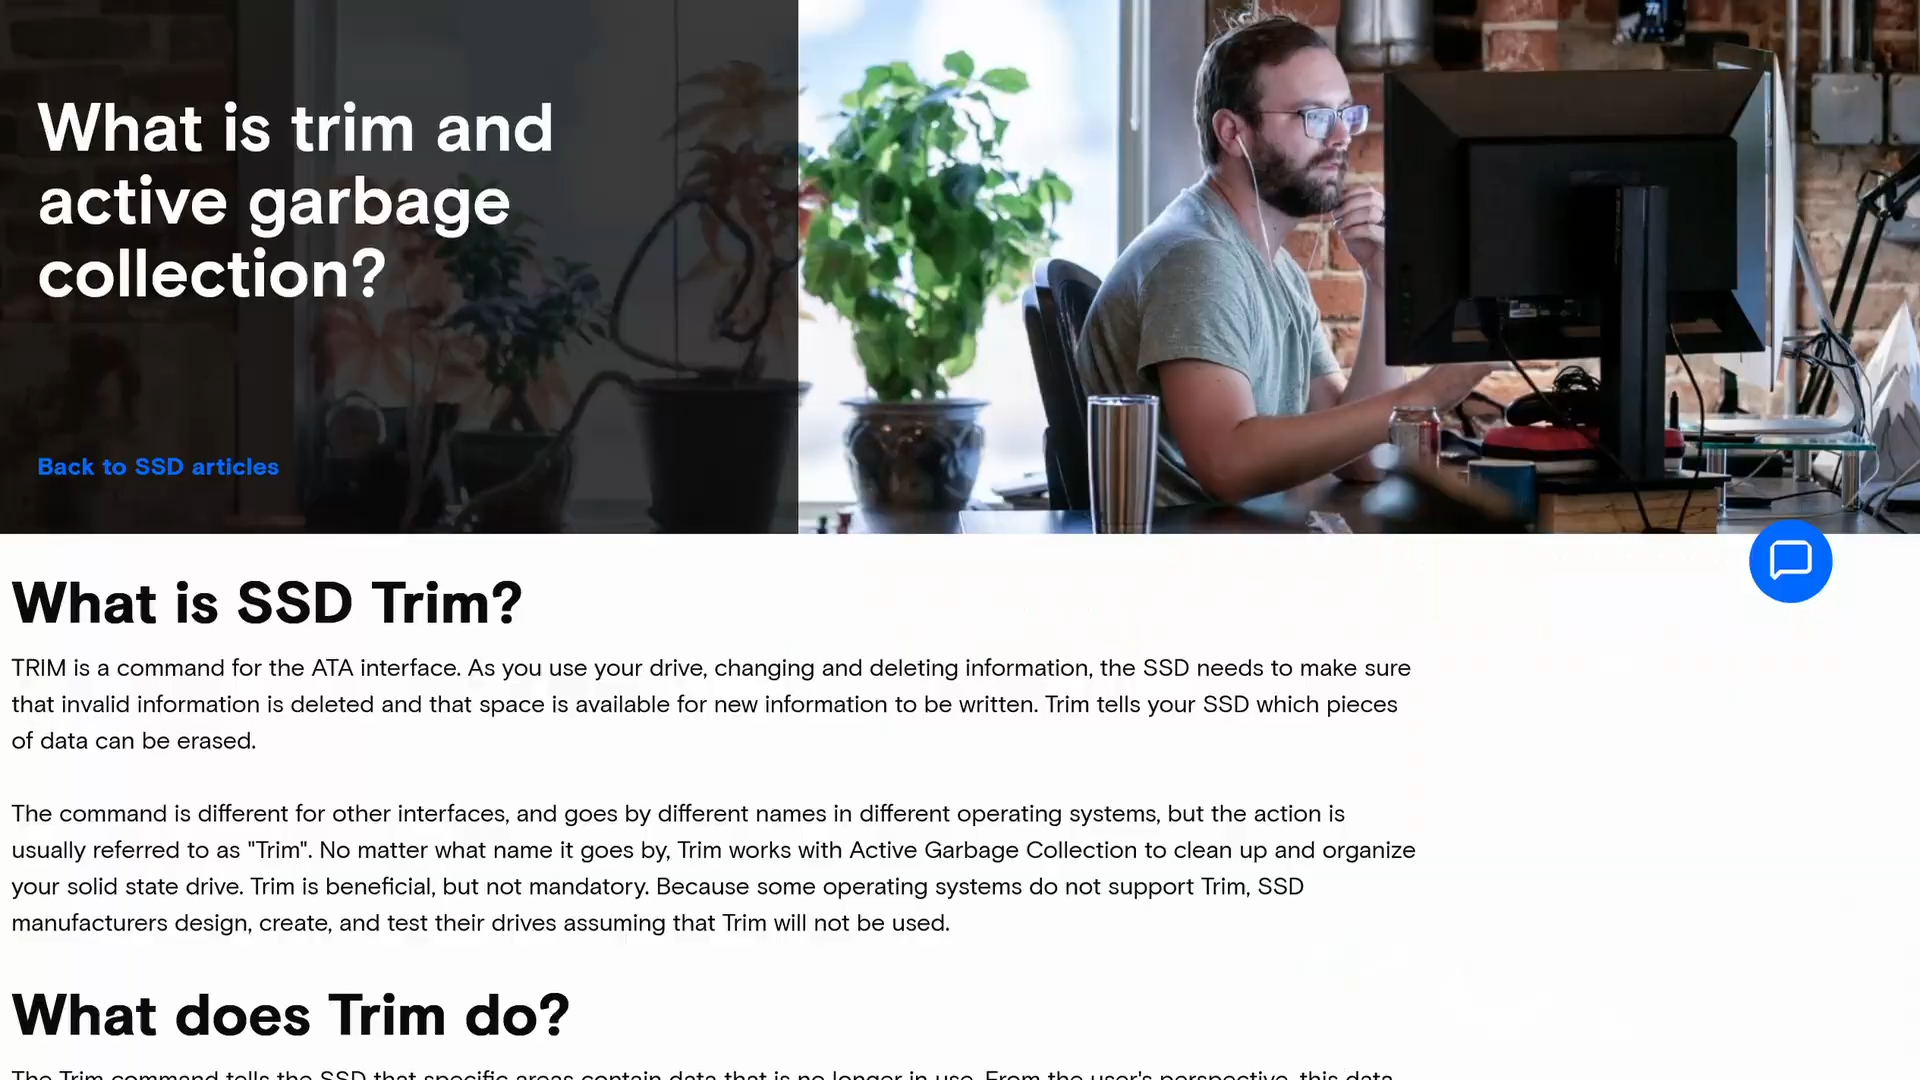 What is trim and
active garbage
collection?
Back to SSD articles
What is SSD Trim?
TRIM is a command for the ATA interface. As you use your drive, changing and deleting information, the SSD needs to make sure
that invalid information is deleted and that space is available for new information to be written. Trim tells your SSD which pieces
of data can be erased.
The command is different for other interfaces, and goes by different names in different operating systems, but the action is
usually referred to as "Trim". No matter what name it goes by, Trim works with Active Garbage Collection to clean up and organize
your solid state drive. Trim is beneficial, but not mandatory. Because some operating systems do not support Trim, SSD
manufacturers design, create, and test their drives assuming that Trim will not be used.
What does Trim do?
The Trim command tells the SSD that specific areas contain data that is no longer in use. From the user's perspective, this data